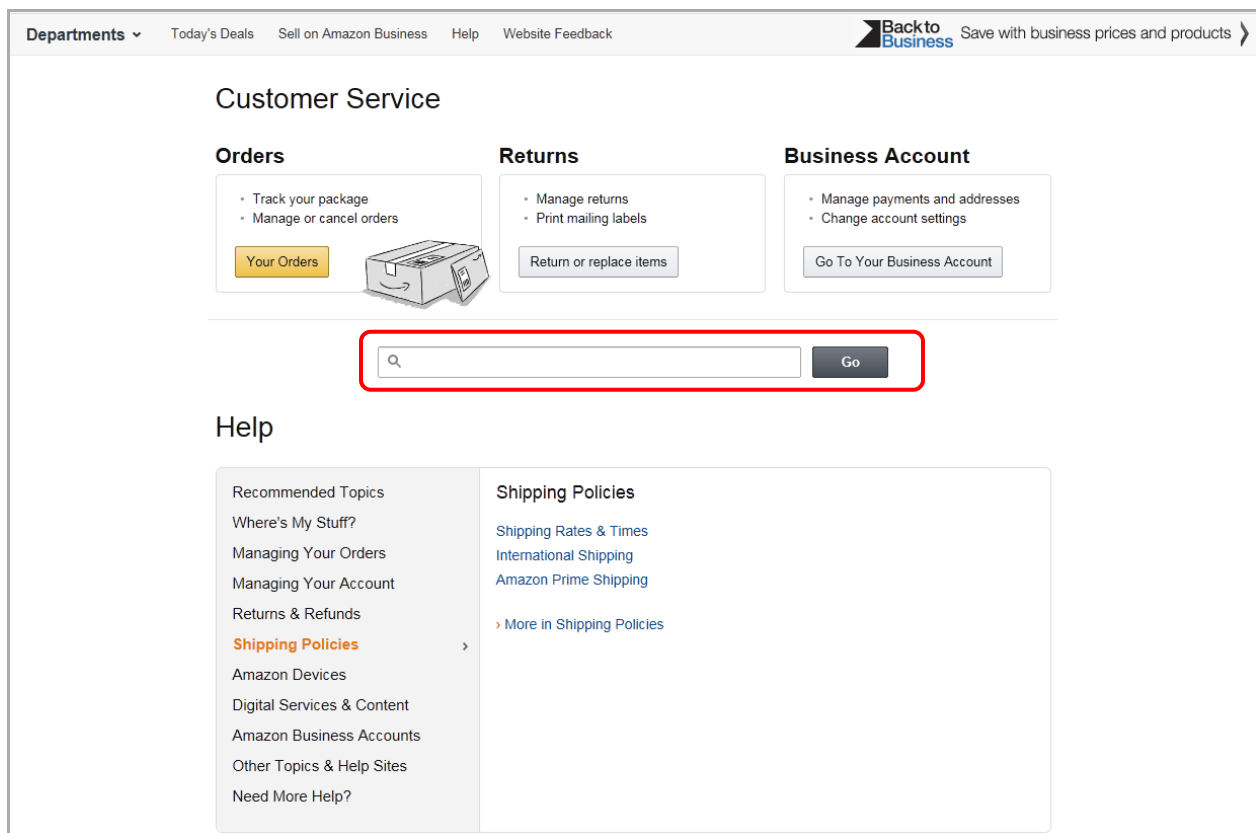 Departments Today's Deals Sell on Amazon Business Help Website Feedback Back to Business Save with business prices and products
Customer Service
Orders
Track your package
Manage or cancel orders
Your Orders
Returns
Manage returns
Print mailing labels
Return or replace items
Business Account
Manage payments and addresses
Change account settings
Go To Your Business Account
Go
Help
Recommended Topics
Where's My Stuff?
Managing Your Orders
Managing Your Account
Returns & Refunds
Shipping Policies ›
Amazon Devices
Digital Services & Content
Amazon Business Accounts
Other Topics & Help Sites
Need More Help?
Shipping Policies
Shipping Rates & Times
International Shipping
Amazon Prime Shipping
› More in Shipping Policies